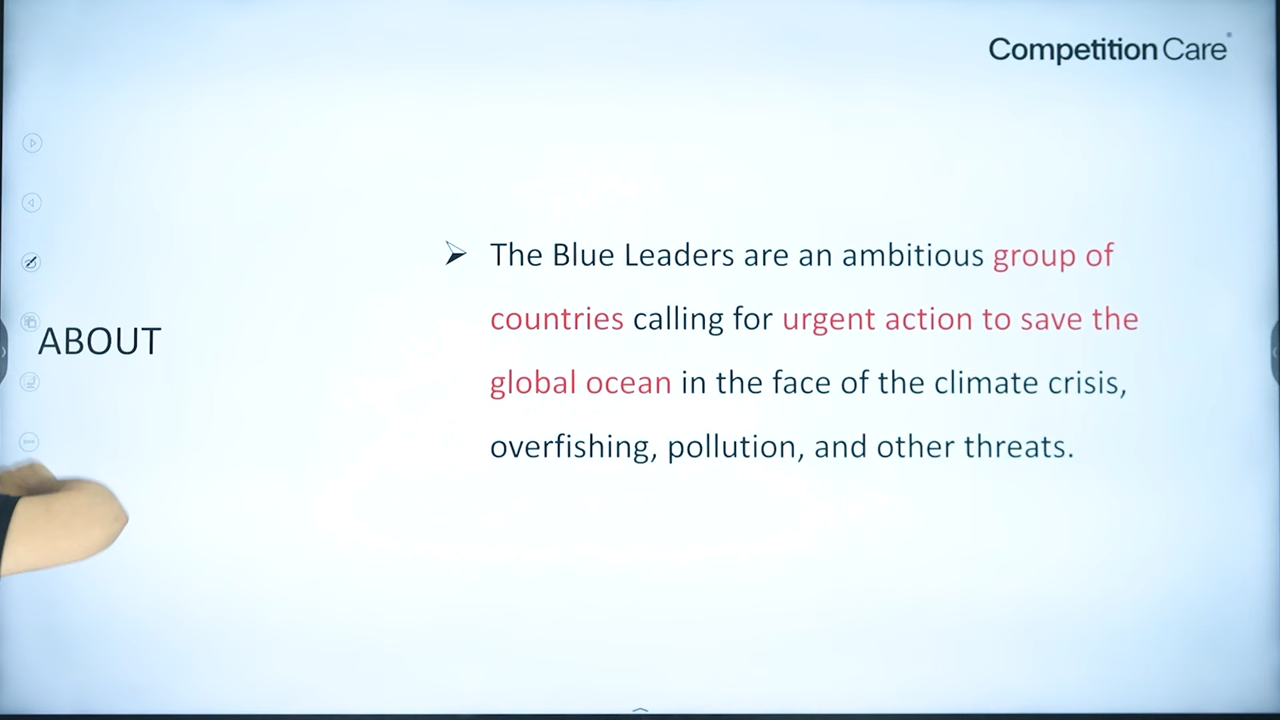 Competition Care
ABOUT
➢ The Blue Leaders are an ambitious group of
countries calling for urgent action to save the
global ocean in the face of the climate crisis,
overfishing, pollution, and other threats.